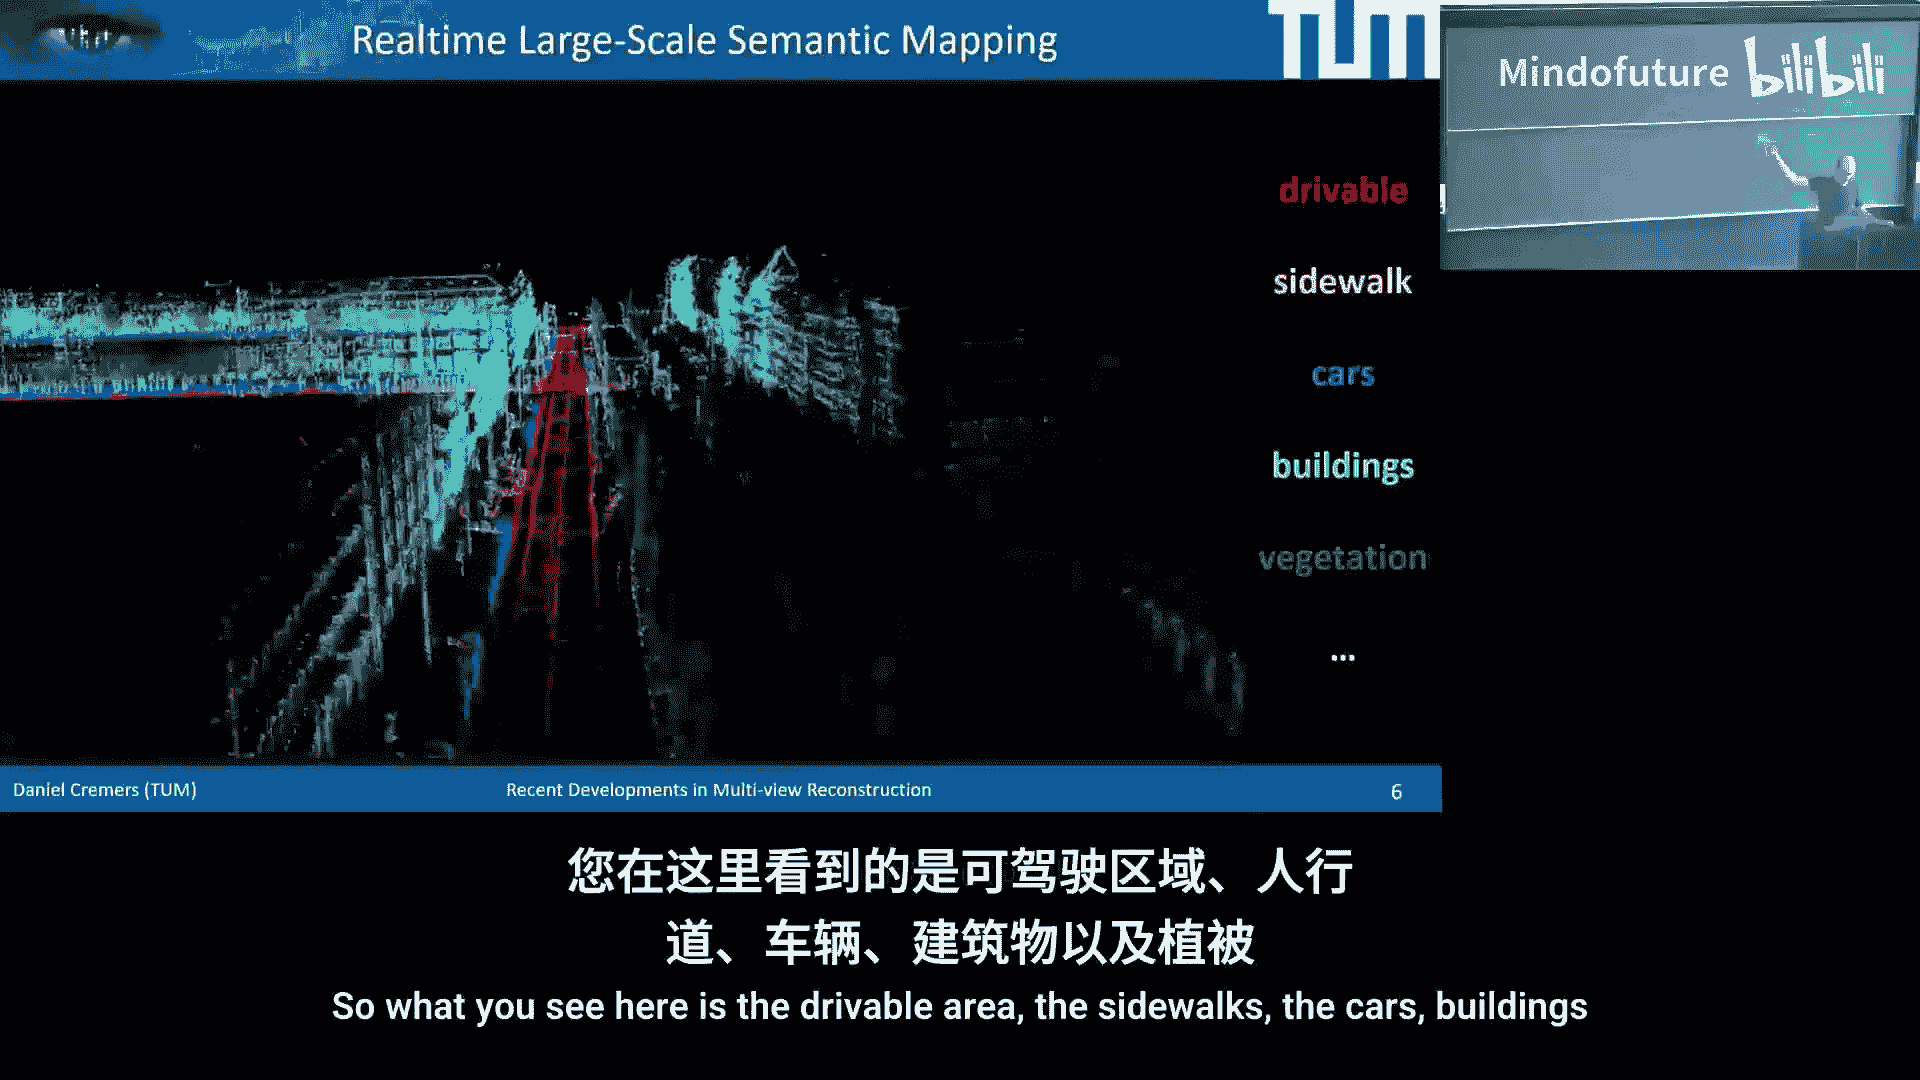 Realtime Large-Scale Semantic Mapping
TUM
Mindofuture bilibili
drivable
sidewalk
cars
buildings
vegetation
...
Daniel Cremers (TUM)
Recent Developments in Multi-view Reconstruction
6
您在这里看到的是可驾驶区域、人行
道、车辆、建筑物以及植被
So what you see here is the drivable area, the sidewalks, the cars, buildings